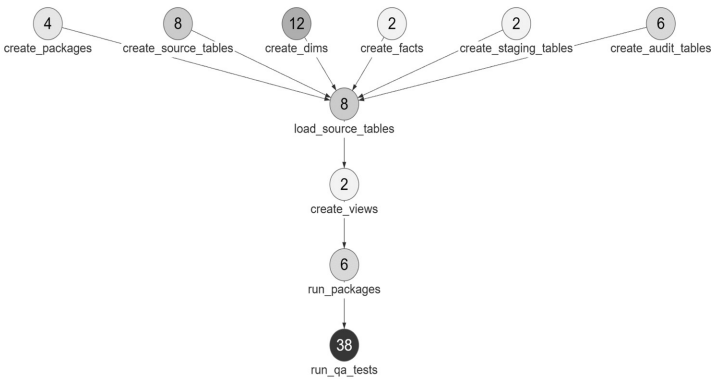 4
create_packages
8
create_source_tables
12
create_dims
2
create_facts
2
create_staging_tables
6
create_audit_tables
8
load_source_tables
2
create_views
6
run_packages
38
run_qa_tests